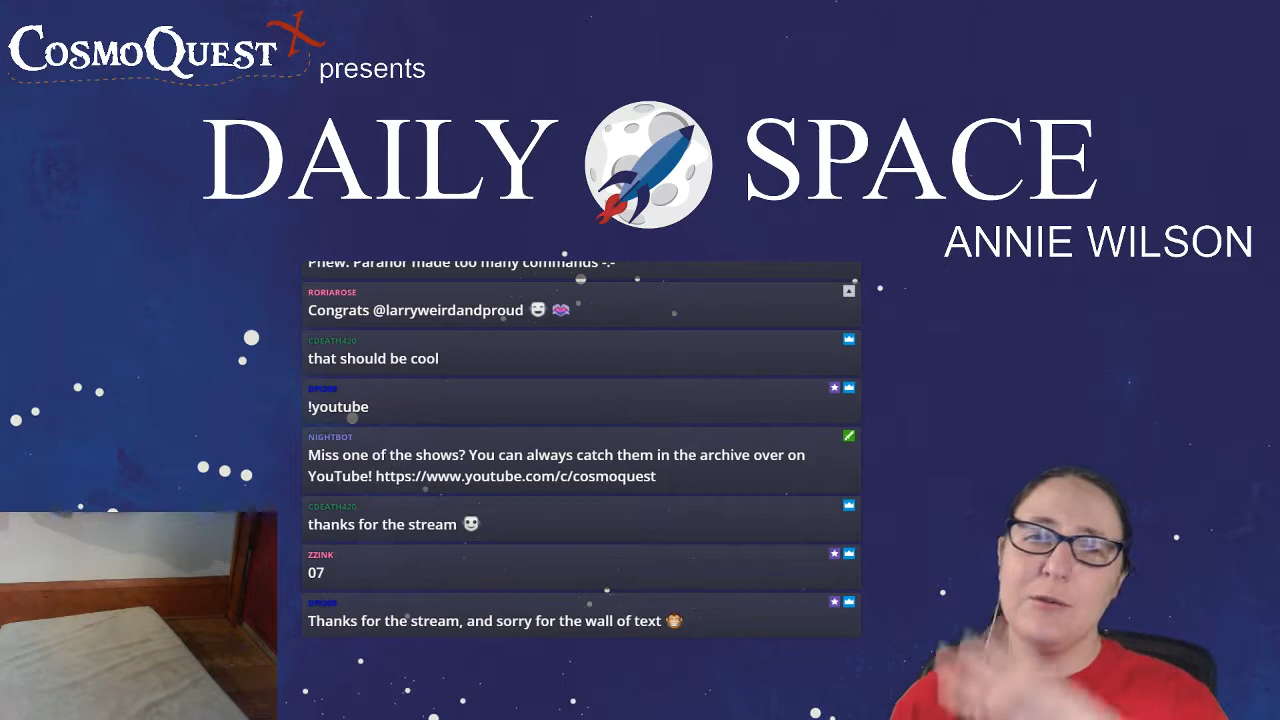 COSMOQUEST X presents
DAILY SPACE
ANNIE WILSON
Phew. Paranor made too many commands -.-
RORIAROSE
Congrats @larryweirdandproud
CDEATH420
that should be cool
!youtube
NIGHTBOT
Miss one of the shows? You can always catch them in the archive over on
YouTube! https://www.youtube.com/c/cosmoquest
CDEATH420
thanks for the stream
ZZINK
07
Thanks for the stream, and sorry for the wall of text